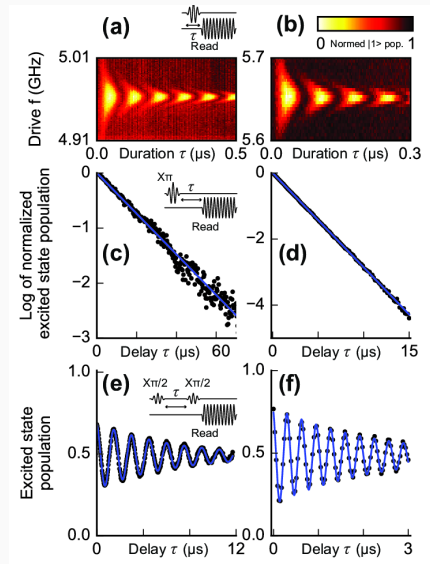 (a)
τ
Read
(b)
0 Normed |1> pop. 1
Drive f (GHz)
5.01
4.91
0.0 0.5
Duration τ (μs)
5.7
5.6
0.0 0.3
Duration τ (μs)
Log of normalized
excited state population
0
−1
−2
−3
Xπ
τ
Read
(c)
0 60
Delay τ (μs)
0
−2
−4
(d)
0 15
Delay τ (μs)
Excited state
population
1.0
0.5
0.0
(e)
Xπ/2 Xπ/2
τ
Read
0 12
Delay τ (μs)
1.0
0.5
0.0
(f)
0 3
Delay τ (μs)